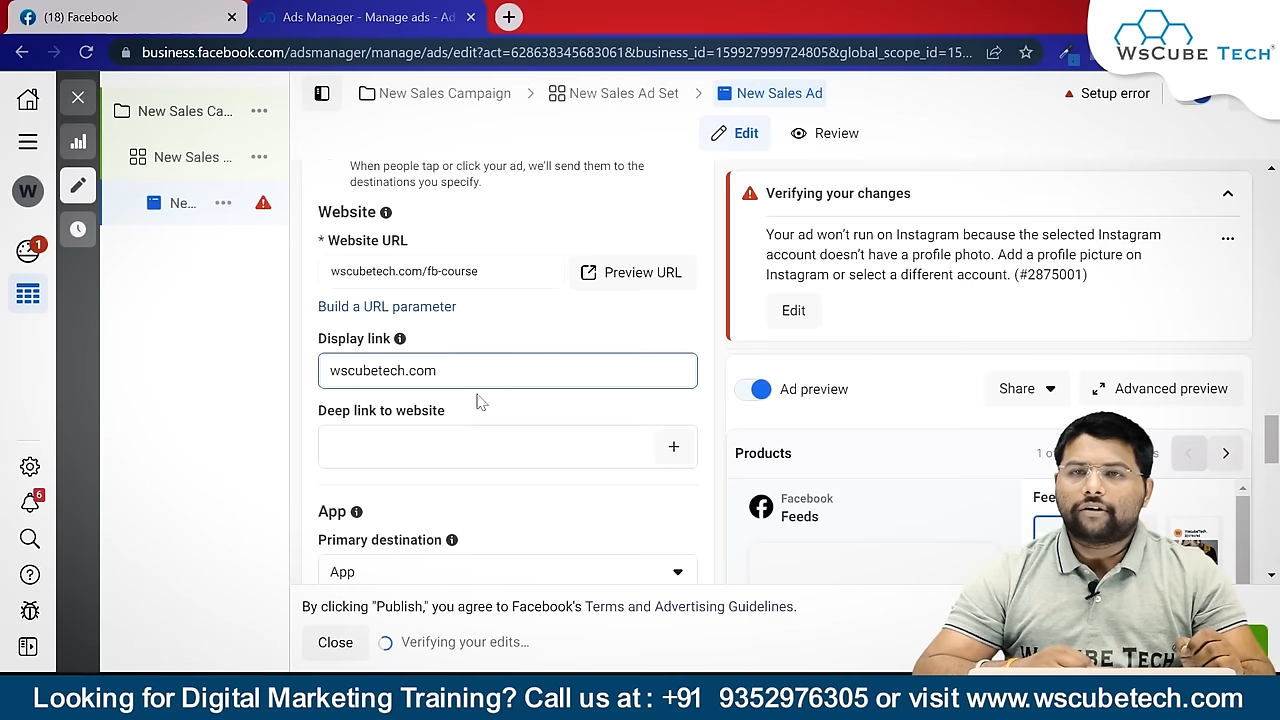 (18) Facebook
Ads Manager - Manage ads - Ad
WsCube Tech
business.facebook.com/adsmanager/manage/ads/edit?act=628638345683061&business_id=159927999724805&global_scope_id=15...
New Sales Ca... ...
New Sales ... ...
Ne... ...
W
1
6
New Sales Campaign > New Sales Ad Set > New Sales Ad
Setup error
Edit
Review
When people tap or click your ad, we'll send them to the
destinations you specify.
Website
* Website URL
wscubetech.com/fb-course
Preview URL
Build a URL parameter
Display link
wscubetech.com
Deep link to website
+
App
Primary destination
App
Verifying your changes
Your ad won't run on Instagram because the selected Instagram
account doesn't have a profile photo. Add a profile picture on
Instagram or select a different account. (#2875001)
Edit
Ad preview
Share
Advanced preview
Products
Facebook
Feeds
By clicking "Publish," you agree to Facebook's Terms and Advertising Guidelines.
Close
Verifying your edits...
Looking for Digital Marketing Training? Call us at : +91 9352976305 or visit www.wscubetech.com